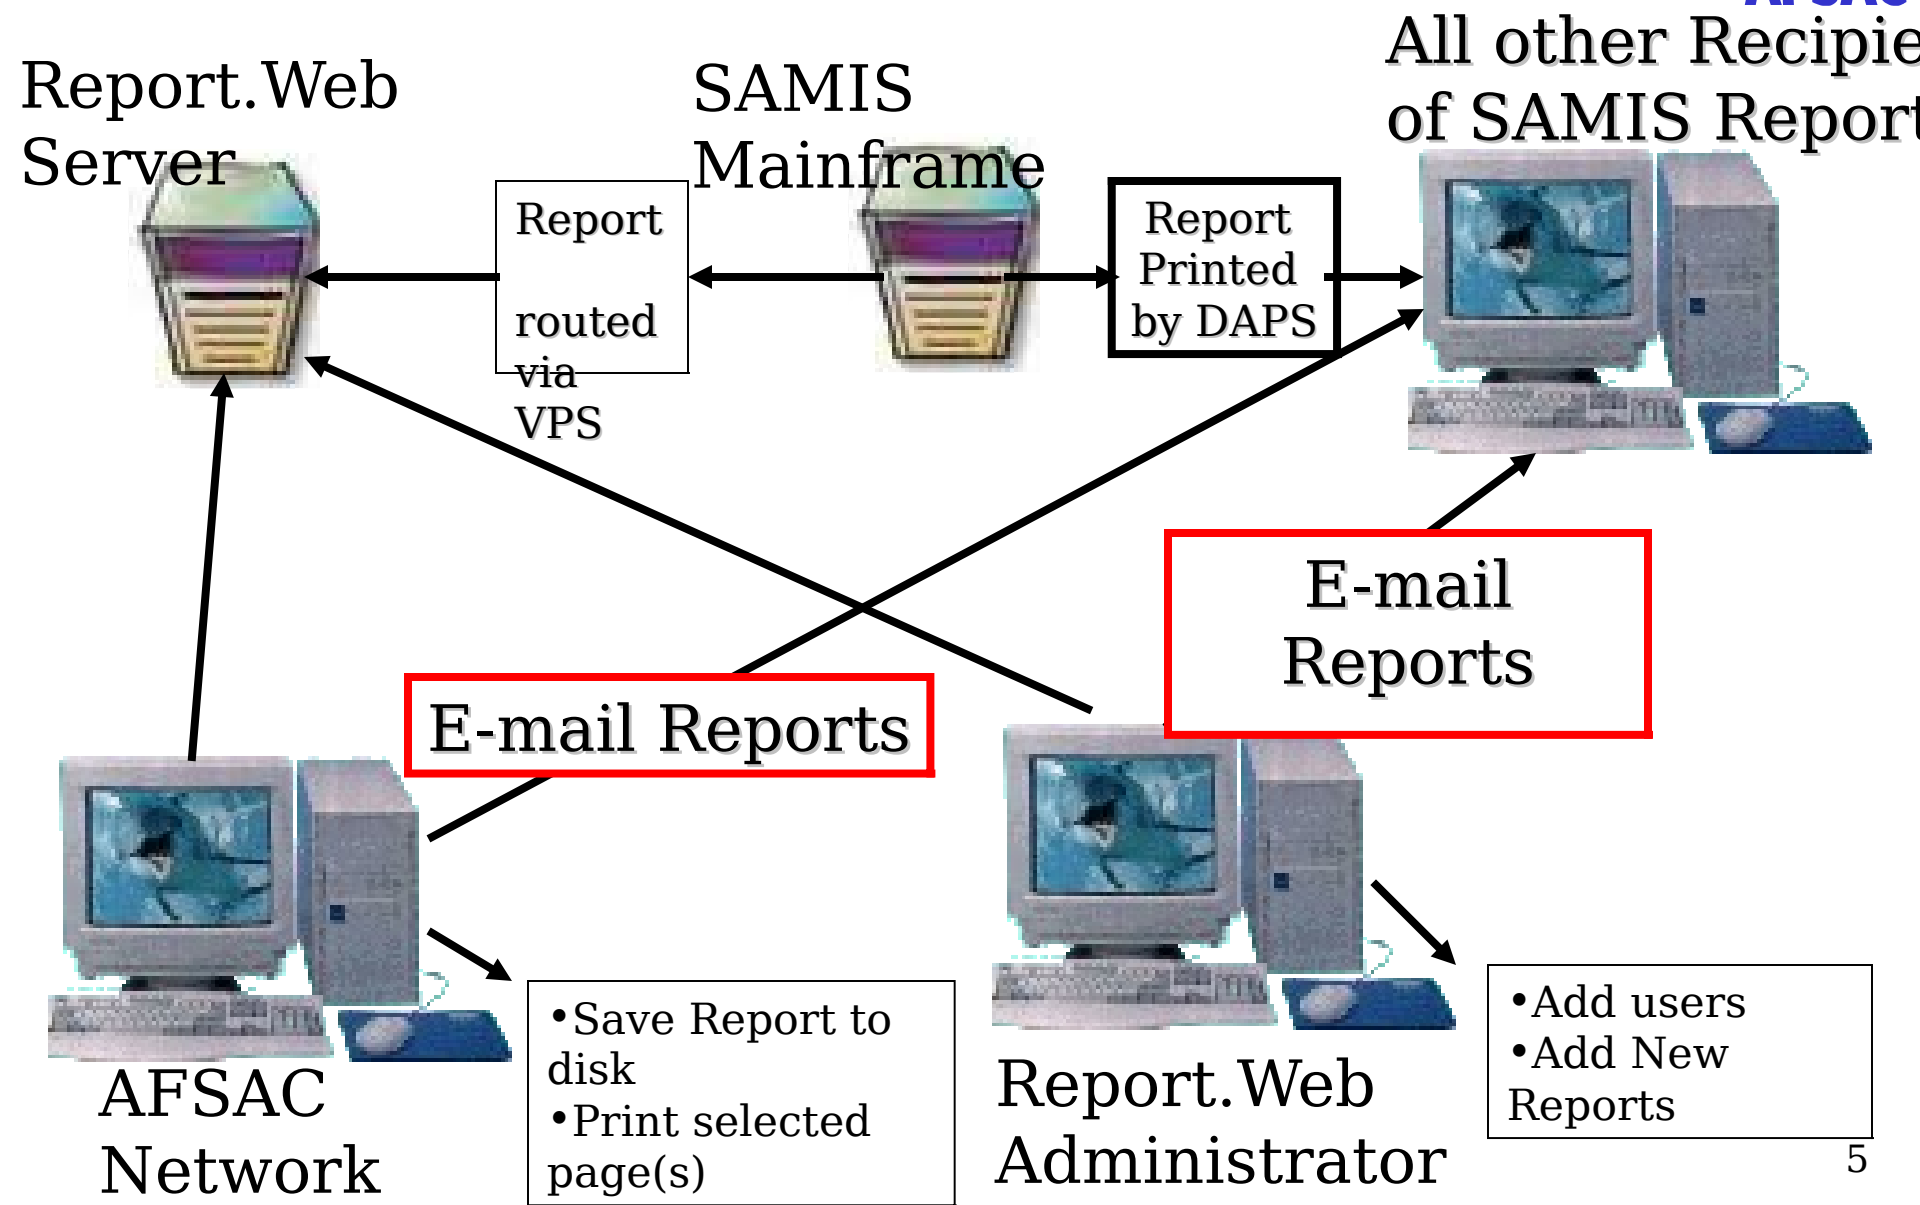 All other Recipie
of SAMIS Report
Report.Web
Server
SAMIS
Mainframe
Report
routed
via
VPS
Report
Printed
by DAPS
E-mail
Reports
E-mail Reports
•Save Report to
disk
•Print selected
page(s)
AFSAC
Network
Report.Web
Administrator
•Add users
•Add New
Reports
5